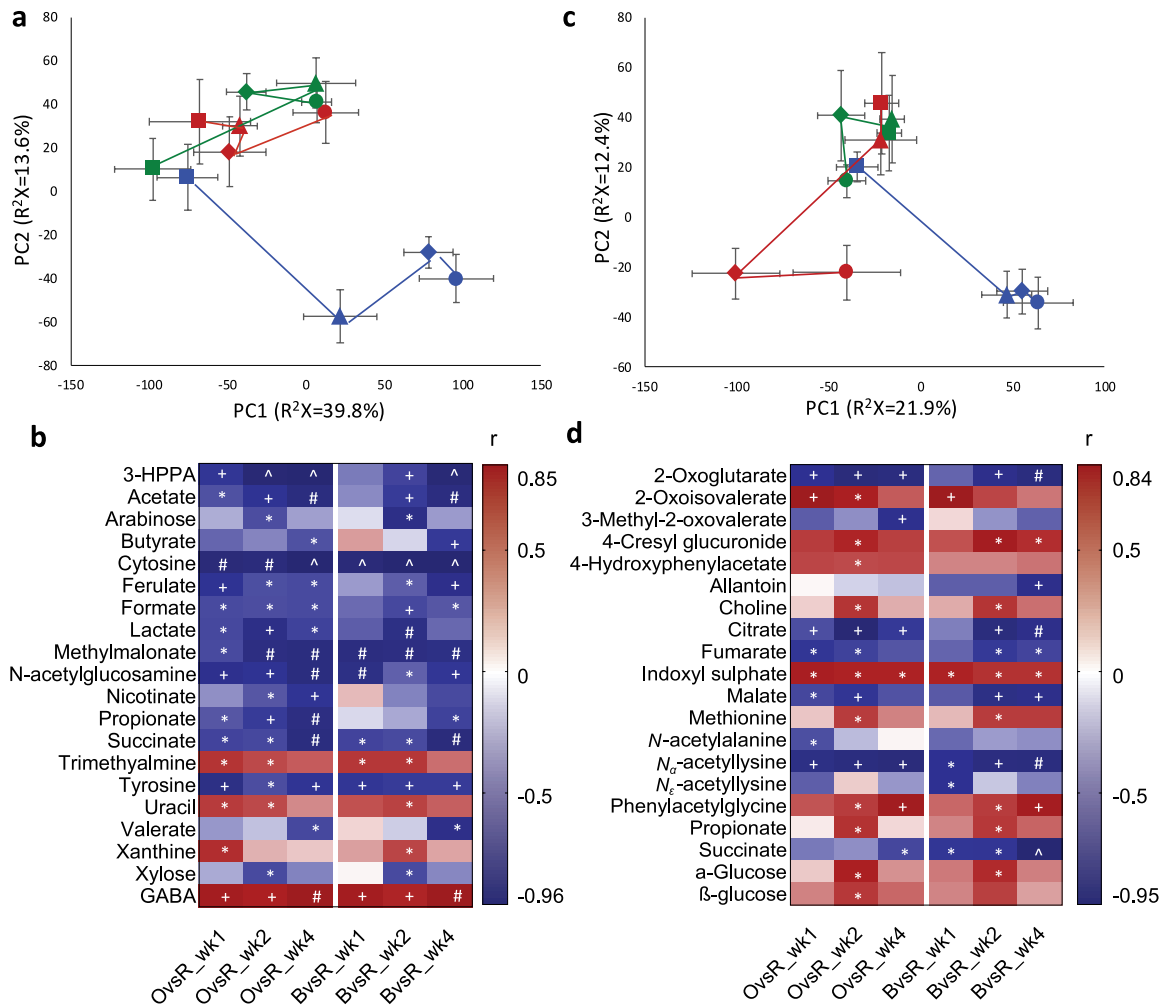 a
80
60
40
20
0
-20
-40
-60
-80
-150
-100
-50
0
50
100
150
PC2 (R²X=13.6%)
PC1 (R²X=39.8%)
c
80
60
40
20
0
-20
-40
-60
-150
-100
-50
0
50
100
PC2 (R²X=12.4%)
PC1 (R²X=21.9%)
b
r
3-HPPA + ^ ^ + ^
Acetate * + # + #
Arabinose * *
Butyrate * +
Cytosine # # ^ ^ ^ ^
Ferulate + * * * +
Formate * * * + *
Lactate * + * #
Methylmalonate * # # # # #
N-acetylglucosamine + + # # * +
Nicotinate * +
Propionate * + # *
Succinate * * # * * #
Trimethyalmine * * * *
Tyrosine + * + + + +
Uracil * * *
Valerate * *
Xanthine * *
Xylose * *
GABA + + # + + #
0.85
0.5
0
-0.5
-0.96
OvsR_wk1
OvsR_wk2
OvsR_wk4
BvsR_wk1
BvsR_wk2
BvsR_wk4
d
r
2-Oxoglutarate + + + + #
2-Oxoisovalerate + * +
3-Methyl-2-oxovalerate +
4-Cresyl glucuronide * * *
4-Hydroxyphenylacetate *
Allantoin +
Choline * *
Citrate + + + + #
Fumarate * * * *
Indoxyl sulphate * * * * * *
Malate * + + +
Methionine * *
N-acetylalanine *
Nα-acetyllysine + + + * + #
Nε-acetyllysine *
Phenylacetylglycine * + * +
Propionate * *
Succinate * * * ^
a-Glucose * *
ß-glucose *
0.84
0.5
0
-0.5
-0.95
OvsR_wk1
OvsR_wk2
OvsR_wk4
BvsR_wk1
BvsR_wk2
BvsR_wk4